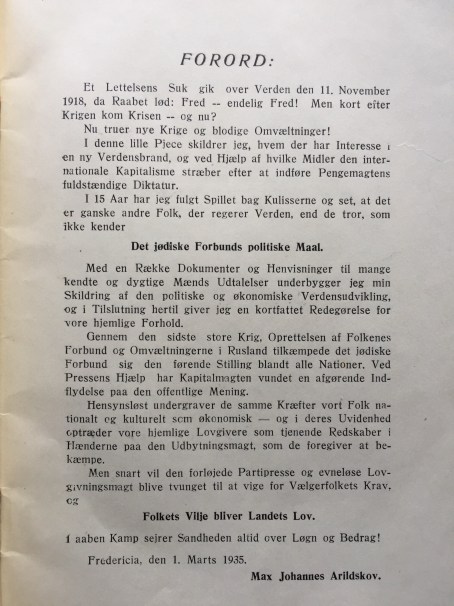 FORORD:
Et Lettelsens Suk gik over Verden den 11. November
1918, da Raabet lød: Fred -- endelig Fred! Men kort efter
Krigen kom Krisen -- og nu?
Nu truer nye Krige og blodige Omvæltninger!
I denne lille Pjece skildrer jeg, hvem der har Interesse i
en ny Verdensbrand, og ved Hjælp af hvilke Midler den inter-
nationale Kapitalisme stræber efter at indføre Pengemagtens
fuldstændige Diktatur.
I 15 Aar har jeg fulgt Spillet bag Kulisserne og set, at det
er ganske andre Folk, der regerer Verden, end de tror, som
ikke kender
Det jødiske Forbunds politiske Maal.
Med en Række Dokumenter og Henvisninger til mange
kendte og dygtige Mænds Udtalelser underbygger jeg min
Skildring af den politiske og økonomiske Verdensudvikling,
og i Tilslutning hertil giver jeg en kortfattet Redegørelse for
vore hjemlige Forhold.
Gennem den sidste store Krig, Oprettelsen af Folkenes
Forbund og Omvæltningerne i Rusland tilkæmpede det jødiske
Forbund sig den førende Stilling blandt alle Nationer. Ved
Pressens Hjælp har Kapitalmagten vundet en afgørende Ind-
flydelse paa den offentlige Mening.
Hensynsløst undergraver de samme Kræfter vort Folk na-
tionalt og kulturelt som økonomisk — og i deres Uvidenhed
optræder vore hjemlige Lovgivere som tjenende Redskaber i
Hænderne paa den Udbytningsmagt, som de foregiver at be-
kæmpe.
Men snart vil den forløjede Partipresse og evneløse Lov-
givningsmagt blive tvunget til at vige for Vælgerfolkets Krav,
og
Folkets Vilje bliver Landets Lov.
I aaben Kamp sejrer Sandheden altid over Løgn og Bedrag!
Fredericia, den 1. Marts 1935.
Max Johannes Arildskov.